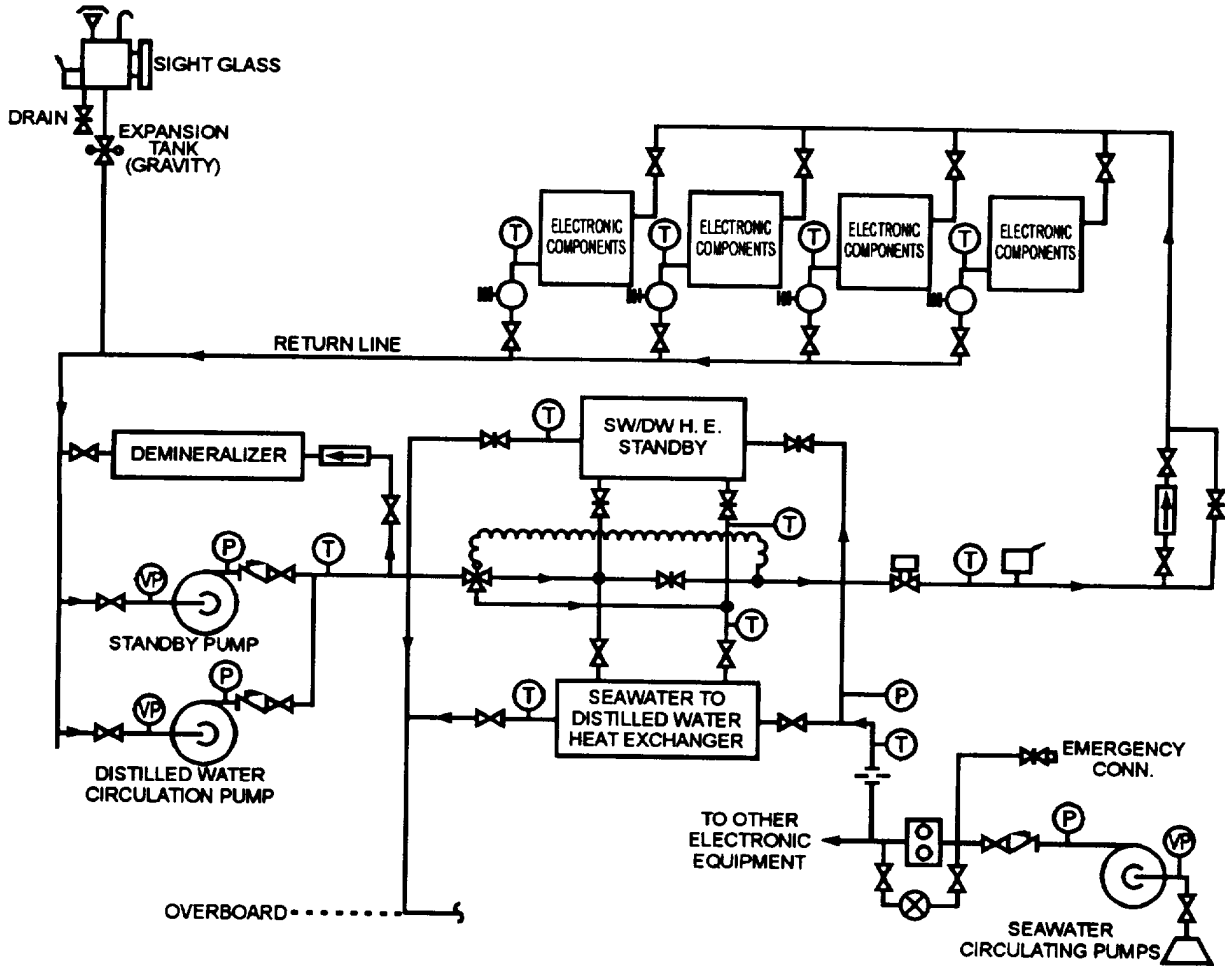 SIGHT GLASS
DRAIN
EXPANSION
TANK
(GRAVITY)
ELECTRONIC
COMPONENTS
ELECTRONIC
COMPONENTS
ELECTRONIC
COMPONENTS
ELECTRONIC
COMPONENTS
T
T
T
T
RETURN LINE
SW/DW H. E.
STANDBY
T
DEMINERALIZER
T
P
T
VP
T
STANDBY PUMP
T
P
VP
T
SEAWATER TO
DISTILLED WATER
HEAT EXCHANGER
P
T
DISTILLED WATER
CIRCULATION PUMP
EMERGENCY
CONN.
TO OTHER
ELECTRONIC
EQUIPMENT
P
VP
OVERBOARD
SEAWATER
CIRCULATING PUMPS